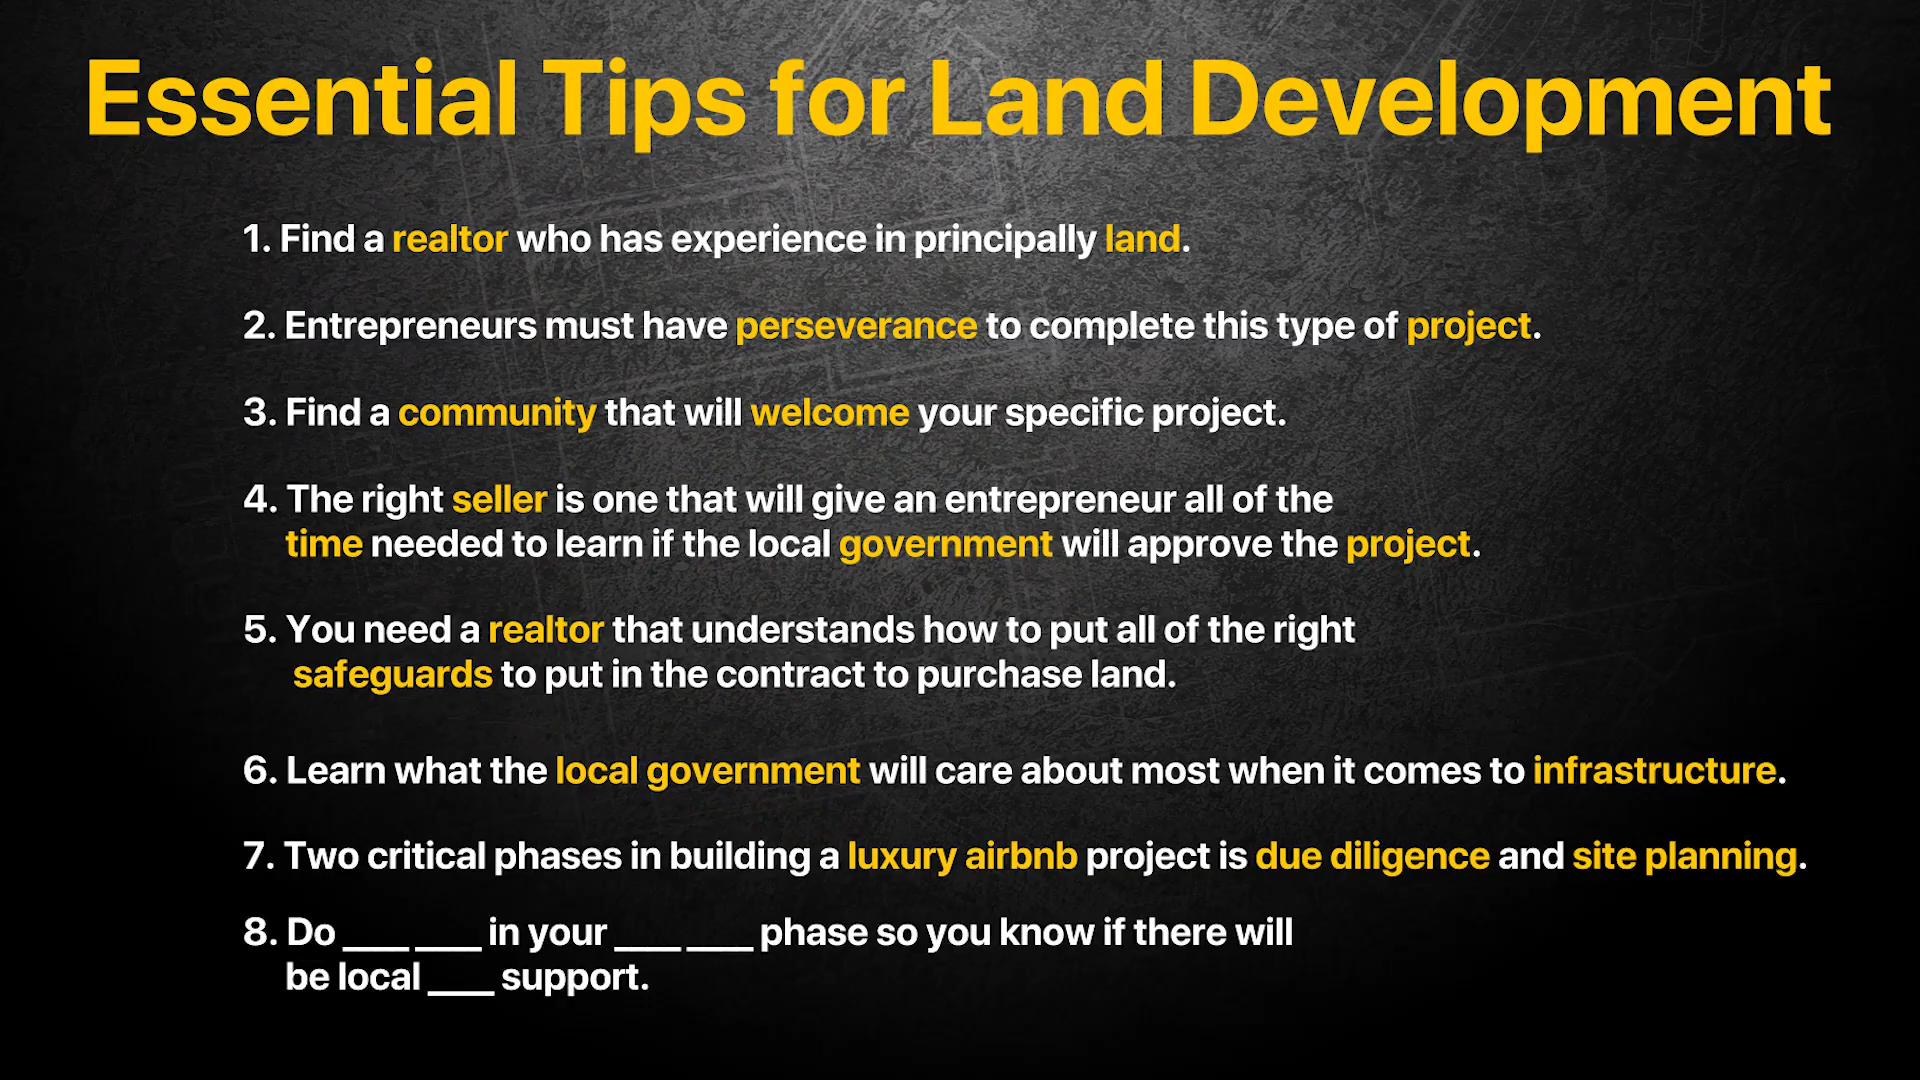 Essential Tips for Land Development
1. Find a realtor who has experience in principally land.
2. Entrepreneurs must have perseverance to complete this type of project.
3. Find a community that will welcome your specific project.
4. The right seller is one that will give an entrepreneur all of the
time needed to learn if the local government will approve the project.
5. You need a realtor that understands how to put all of the right
safeguards to put in the contract to purchase land.
6. Learn what the local government will care about most when it comes to infrastructure.
7. Two critical phases in building a luxury airbnb project is due diligence and site planning.
8. Do ____ ____ in your ____ ____ phase so you know if there will
be local ____ support.